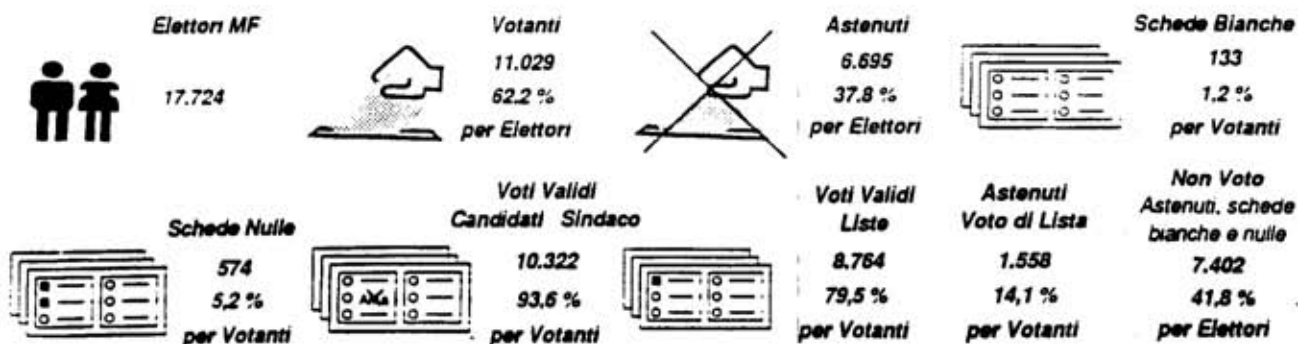 Elettori MF
17.724
Votanti
11.029
62.2 %
per Elettori
Astenuti
6.695
37.8 %
per Elettori
Schede Bianche
133
1.2 %
per Votanti
Schede Nulle
574
5,2 %
per Votanti
Voti Validi
Candidati Sindaco
10.322
93,6 %
per Votanti
Voti Validi
Liste
8.764
79,5 %
per Votanti
Astenuti
Voto di Lista
1.558
14,1 %
per Votanti
Non Voto
Astenuti, schede
bianche e nulle
7.402
41,8 %
per Elettori